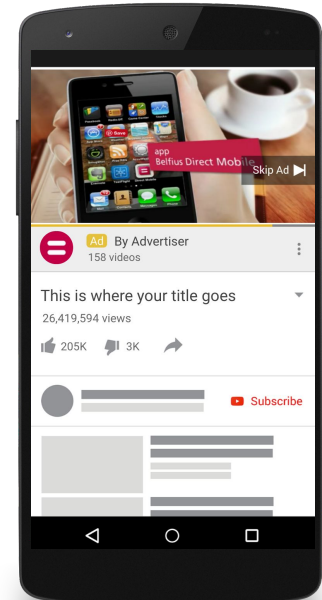 app
Belfius Direct Mobile
Skip Ad
Ad By Advertiser
158 videos
This is where your title goes
26,419,594 views
205K 3K
Subscribe